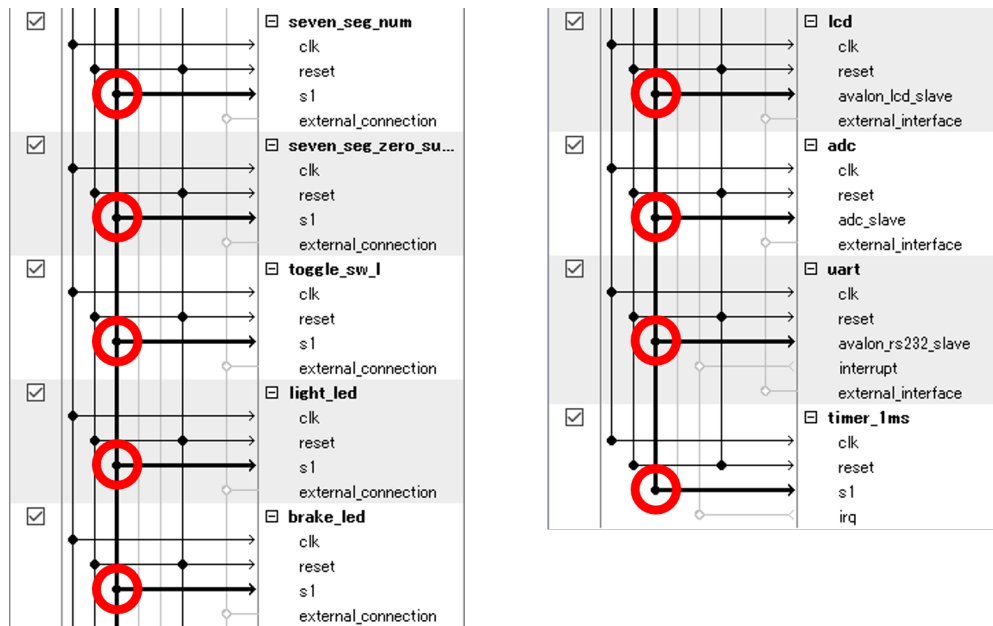 seven_seg_num
clk
reset
s1
external_connection
seven_seg_zero_su...
clk
reset
s1
external_connection
toggle_sw_l
clk
reset
s1
external_connection
light_led
clk
reset
s1
external_connection
brake_led
clk
reset
s1
external_connection
lcd
clk
reset
avalon_lcd_slave
external_interface
adc
clk
reset
adc_slave
external_interface
uart
clk
reset
avalon_rs232_slave
interrupt
external_interface
timer_1ms
clk
reset
s1
irq